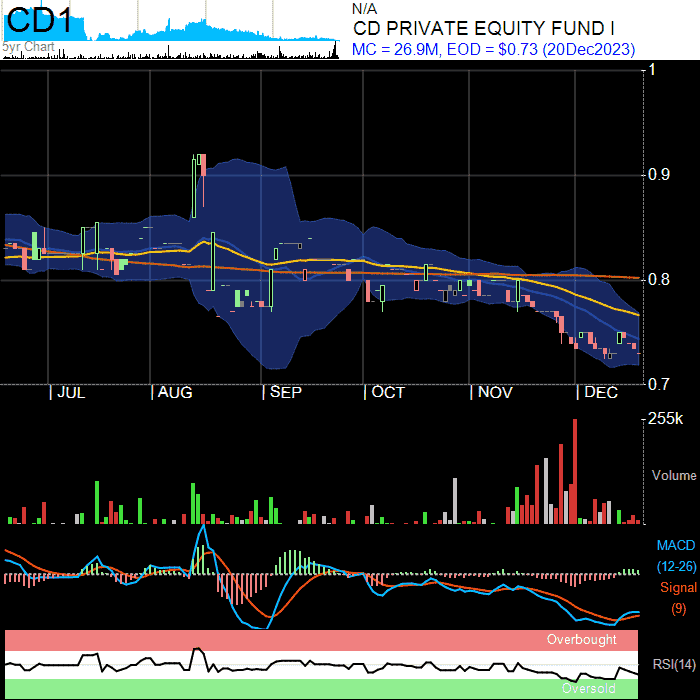 CD1
5yr Chart
N/A
CD PRIVATE EQUITY FUND I
MC = 26.9M, EOD = $0.73 (20Dec2023)
1
0.9
0.8
0.7
| JUL | AUG | SEP | OCT | NOV | DEC
255k
Volume
MACD
(12-26)
Signal
(9)
Overbought
RSI(14)
Oversold